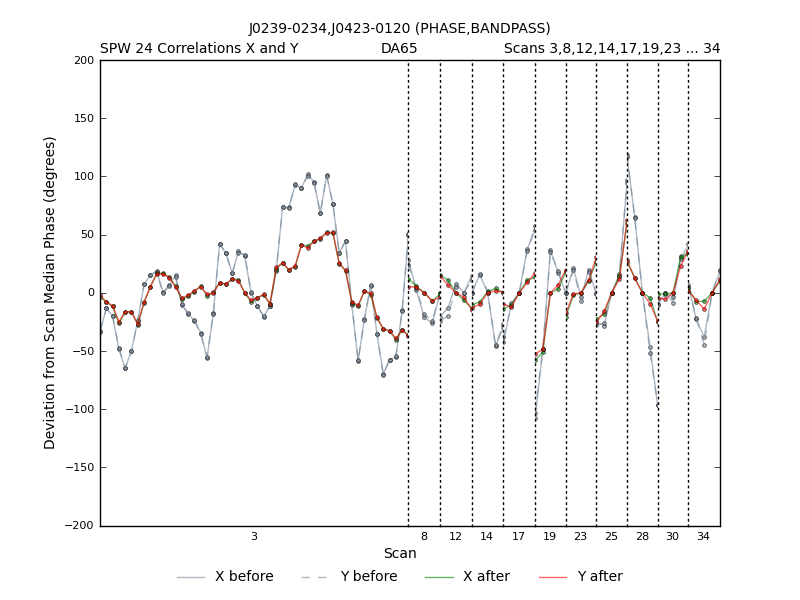 J0239-0234,J0423-0120 (PHASE,BANDPASS)
SPW 24 Correlations X and Y DA65 Scans 3,8,12,14,17,19,23 ... 34
200
150
100
50
0
−50
−100
−150
−200
Deviation from Scan Median Phase (degrees)
3 8 12 14 17 19 23 25 28 30 34
Scan
X before Y before X after Y after